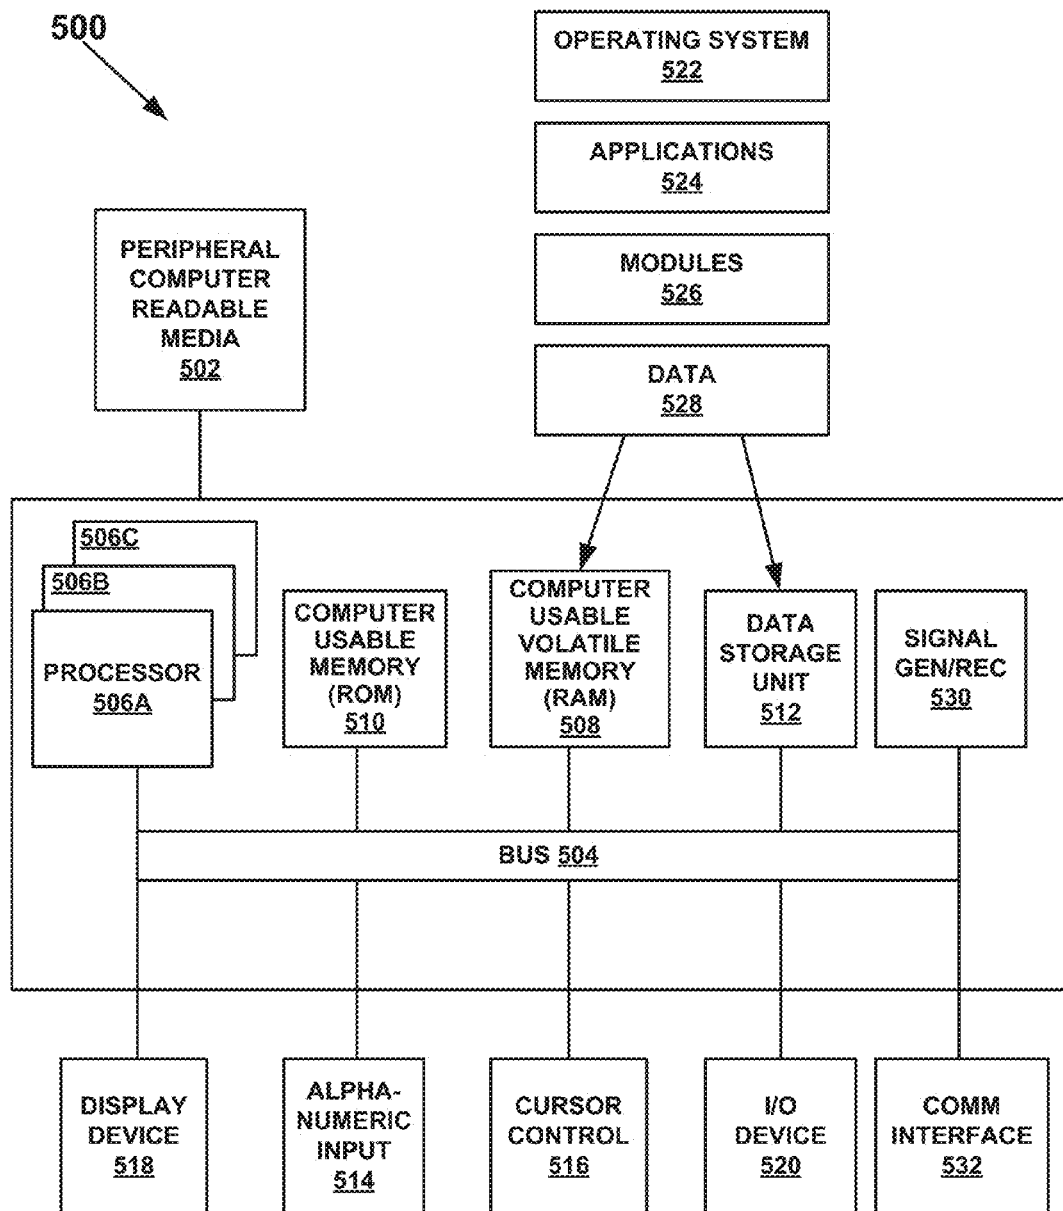 500
OPERATING SYSTEM
522
APPLICATIONS
524
MODULES
526
DATA
528
PERIPHERAL
COMPUTER
READABLE
MEDIA
502
506C
506B
PROCESSOR
506A
COMPUTER
USABLE
MEMORY
(ROM)
510
COMPUTER
USABLE
VOLATILE
MEMORY
(RAM)
508
DATA
STORAGE
UNIT
512
SIGNAL
GEN/REC
530
BUS 504
DISPLAY
DEVICE
518
ALPHA-
NUMERIC
INPUT
514
CURSOR
CONTROL
516
I/O
DEVICE
520
COMM
INTERFACE
532